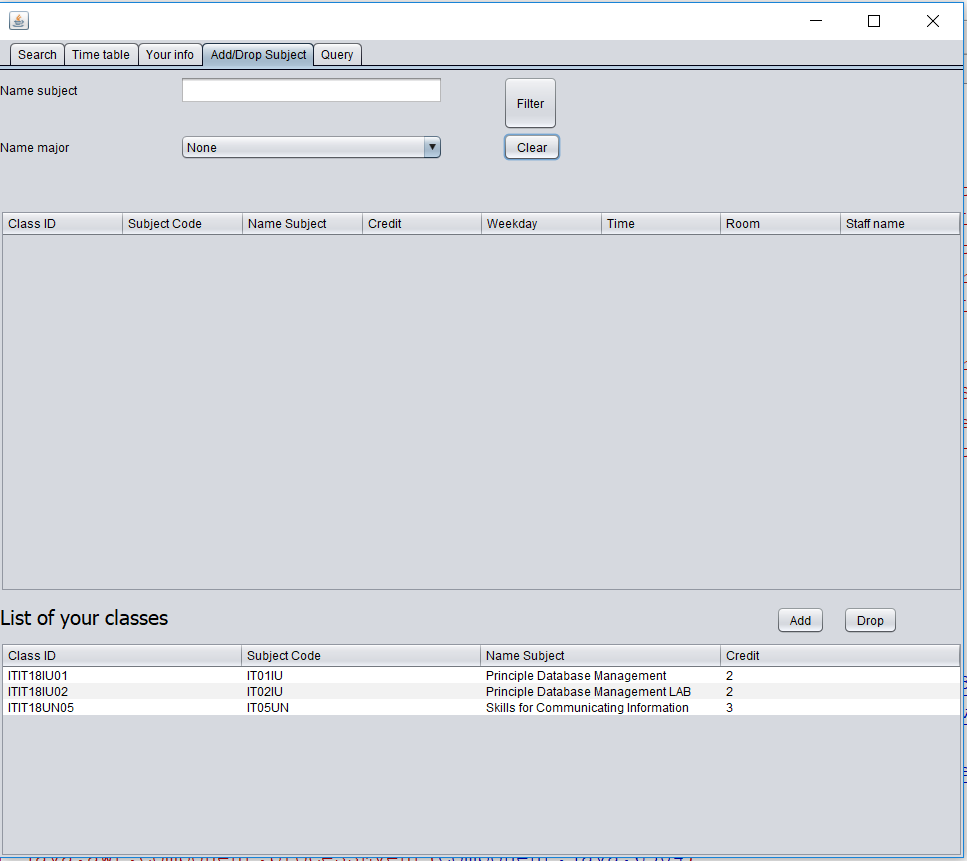 Search Time table Your info Add/Drop Subject Query
Name subject
Filter
Name major None Clear
Class ID Subject Code Name Subject Credit Weekday Time Room Staff name
List of your classes Add Drop
Class ID Subject Code Name Subject Credit
ITIT18IU01 IT01IU Principle Database Management 2
ITIT18IU02 IT02IU Principle Database Management LAB 2
ITIT18UN05 IT05UN Skills for Communicating Information 3